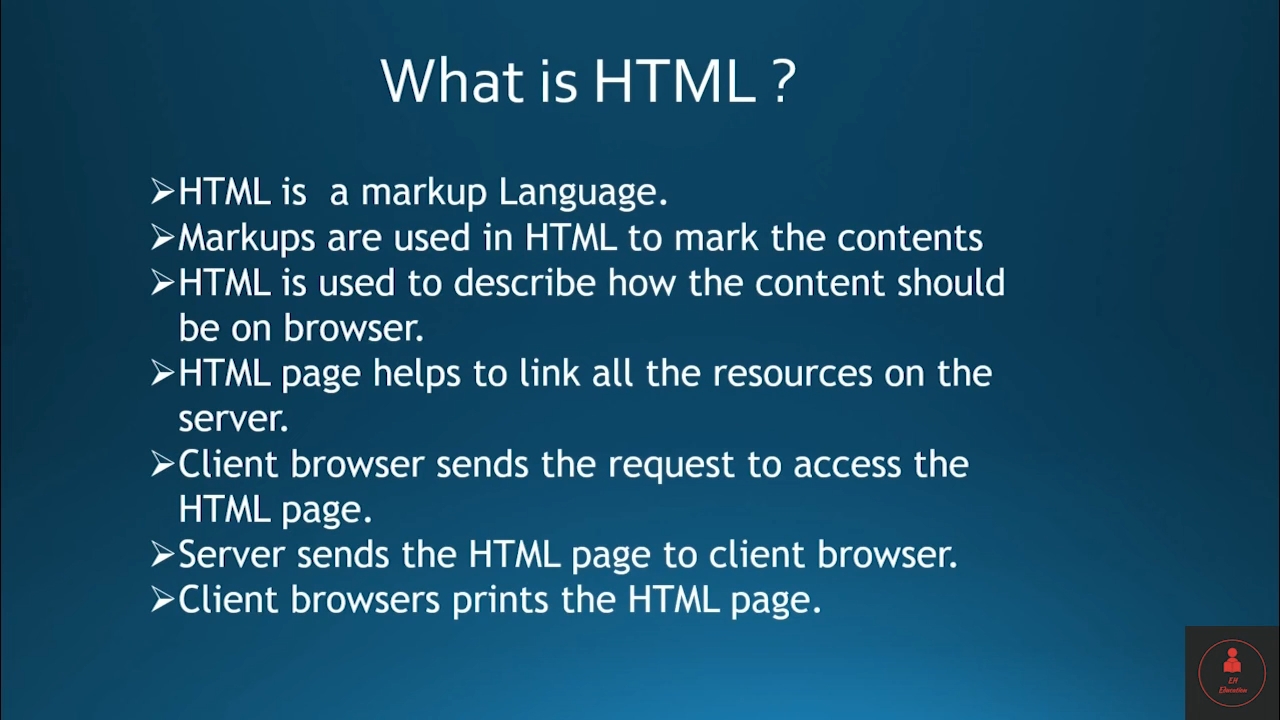 What is HTML ?
➢HTML is  a markup Language.
➢Markups are used in HTML to mark the contents
➢HTML is used to describe how the content should
be on browser.
➢HTML page helps to link all the resources on the
server.
➢Client browser sends the request to access the
HTML page.
➢Server sends the HTML page to client browser.
➢Client browsers prints the HTML page.
Education